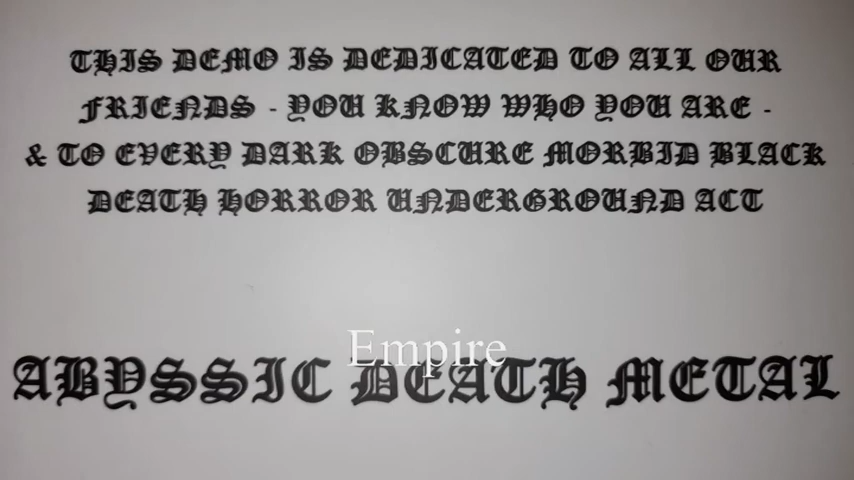 THIS DEMO IS DEDICATED TO ALL OUR
FRIENDS - YOU KNOW WHO YOU ARE -
& TO EVERY DARK OBSCURE MORBID BLACK
DEATH HORROR UNDERGROUND ACT
Empire
ABYSSIC DEATH METAL